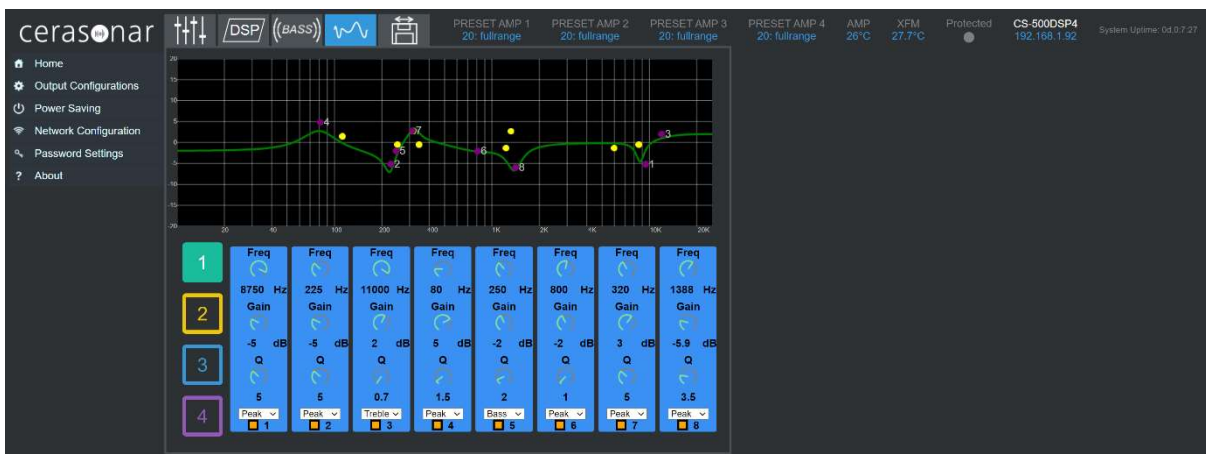 cerasonar
DSP
((BASS))
PRESET AMP 1
20: fullrange
PRESET AMP 2
20: fullrange
PRESET AMP 3
20: fullrange
PRESET AMP 4
20: fullrange
AMP
26°C
XFM
27.7°C
Protected
CS-500DSP4
192.168.1.92
System Uptime: 0d,0:7:27
Home
Output Configurations
Power Saving
Network Configuration
Password Settings
? About
20
15
10
5
0
-5
-10
-15
-20
4
7
5
2
6
8
3
1
20 40 100 200 400 1K 2K 4K 10K 20K
1
2
3
4
Freq Freq Freq Freq Freq Freq Freq Freq
8750 Hz 225 Hz 11000 Hz 80 Hz 250 Hz 800 Hz 320 Hz 1388 Hz
Gain Gain Gain Gain Gain Gain Gain Gain
-5 dB -5 dB 2 dB 5 dB -2 dB -2 dB 3 dB -5.9 dB
Q Q Q Q Q Q Q Q
5 5 0.7 1.5 2 1 5 3.5
Peak Peak Treble Peak Bass Peak Peak Peak
1 2 3 4 5 6 7 8